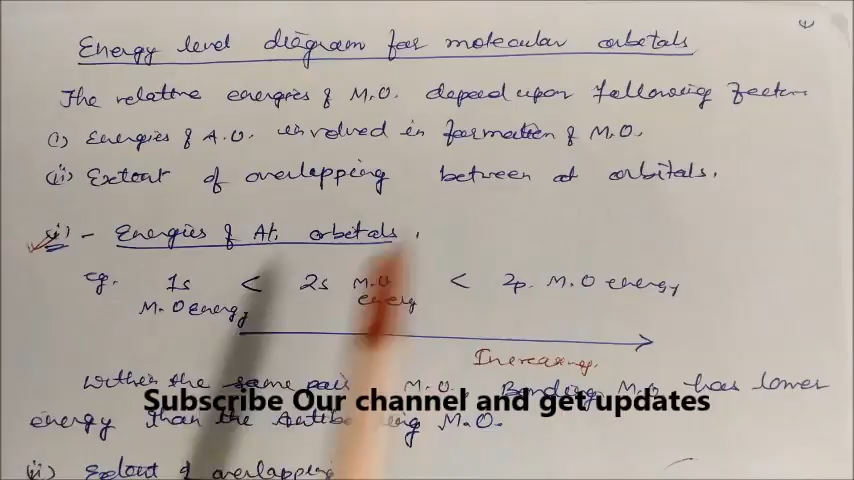 Energy level diagram for molecular orbitals
The relative energies of M.O. depend upon following factors
(i) Energies of A.O. involved in formation of M.O.
(ii) Extent of overlapping between at orbitals.
(i) - Energies of At. orbitals.
eg. 1s < 2s M.O < 2p. M.O energy
M.O energy energy
Increasing.
Within the same pair M.O. Bonding M.O has lower
Subscribe Our channel and get updates
energy than the Antibonding M.O.
(ii) Extent of overlapping